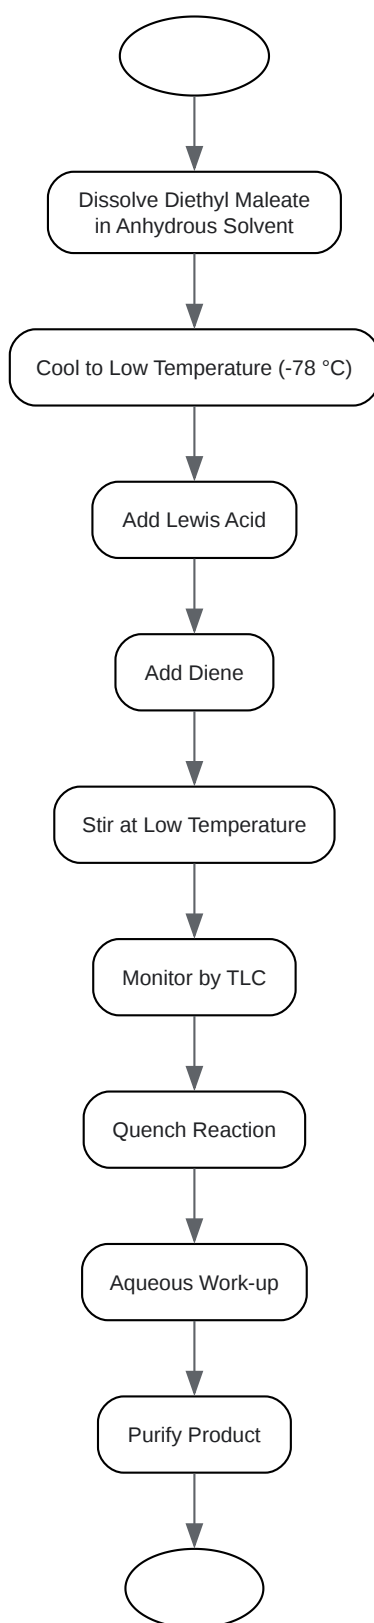 Dissolve Diethyl Maleate
in Anhydrous Solvent
Cool to Low Temperature (-78 °C)
Add Lewis Acid
Add Diene
Stir at Low Temperature
Monitor by TLC
Quench Reaction
Aqueous Work-up
Purify Product